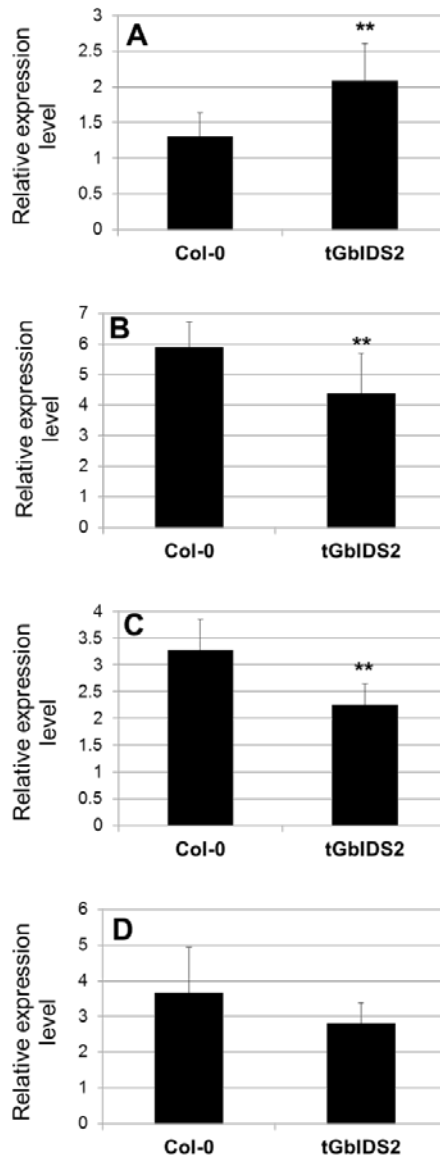 A
**
Relative expression
level
3
2.5
2
1.5
1
0.5
0
Col-0 tGbIDS2
B
**
Relative expression
level
7
6
5
4
3
2
1
0
Col-0 tGbIDS2
C
**
Relative expression
level
4
3.5
3
2.5
2
1.5
1
0.5
0
Col-0 tGbIDS2
D
Relative expression
level
6
5
4
3
2
1
0
Col-0 tGbIDS2